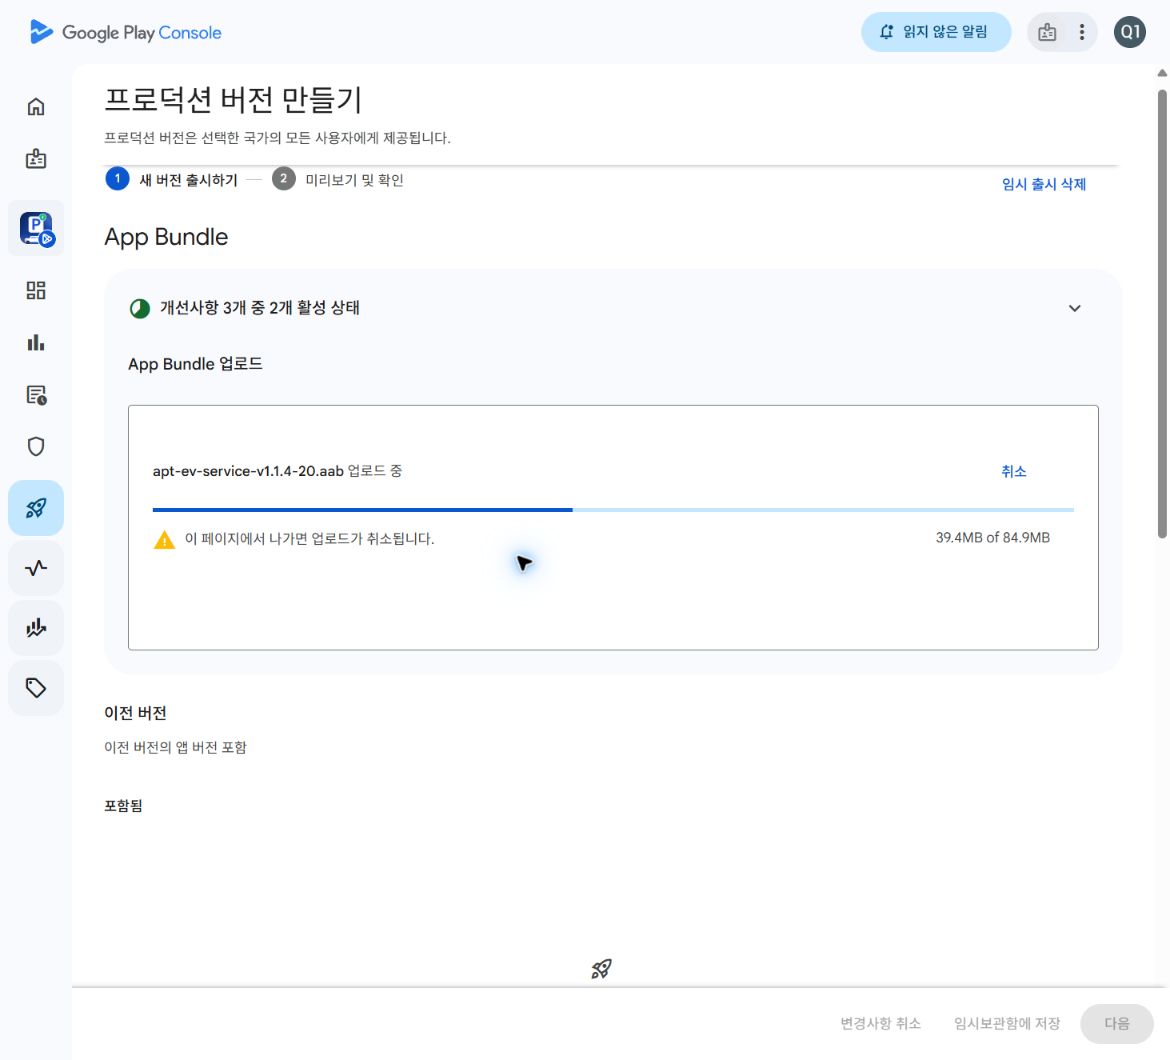 Google Play Console
읽지 않은 알림
Q1
프로덕션 버전 만들기
프로덕션 버전은 선택한 국가의 모든 사용자에게 제공됩니다.
1 새 버전 출시하기 — 2 미리보기 및 확인
임시 출시 삭제
App Bundle
개선사항 3개 중 2개 활성 상태
App Bundle 업로드
apt-ev-service-v1.1.4-20.aab 업로드 중
취소
이 페이지에서 나가면 업로드가 취소됩니다.
39.4MB of 84.9MB
이전 버전
이전 버전의 앱 버전 포함
포함됨
변경사항 취소
임시보관함에 저장
다음